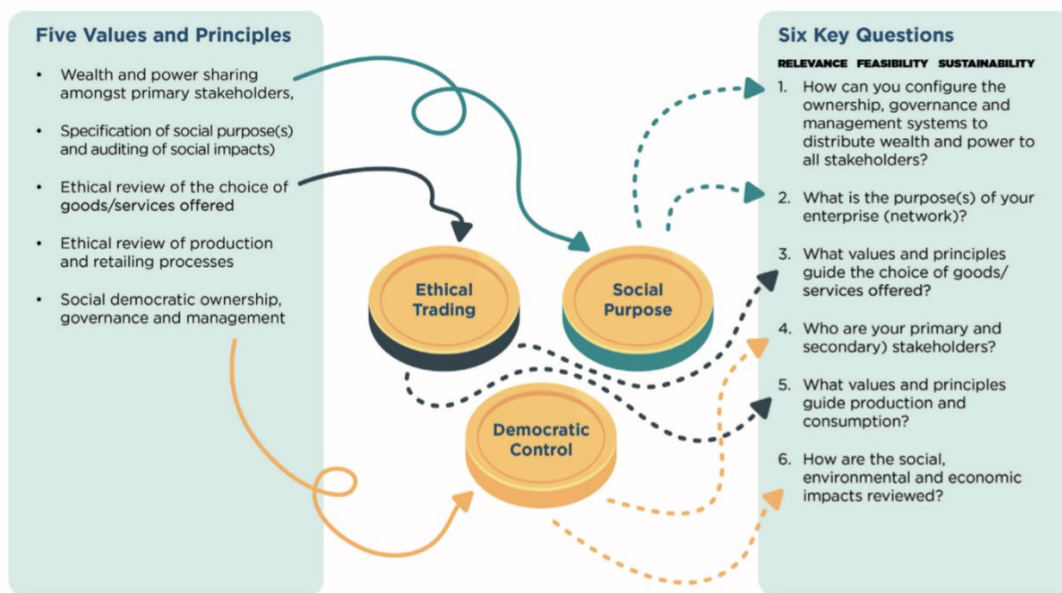 Five Values and Principles
• Wealth and power sharing
amongst primary stakeholders,
• Specification of social purpose(s)
and auditing of social impacts)
• Ethical review of the choice of
goods/services offered
• Ethical review of production
and retailing processes
• Social democratic ownership,
governance and management
Ethical
Trading
Social
Purpose
Democratic
Control
Six Key Questions
RELEVANCE FEASIBILITY SUSTAINABILITY
1. How can you configure the
ownership, governance and
management systems to
distribute wealth and power to
all stakeholders?
2. What is the purpose(s) of your
enterprise (network)?
3. What values and principles
guide the choice of goods/
services offered?
4. Who are your primary and
secondary) stakeholders?
5. What values and principles
guide production and
consumption?
6. How are the social,
environmental and economic
impacts reviewed?